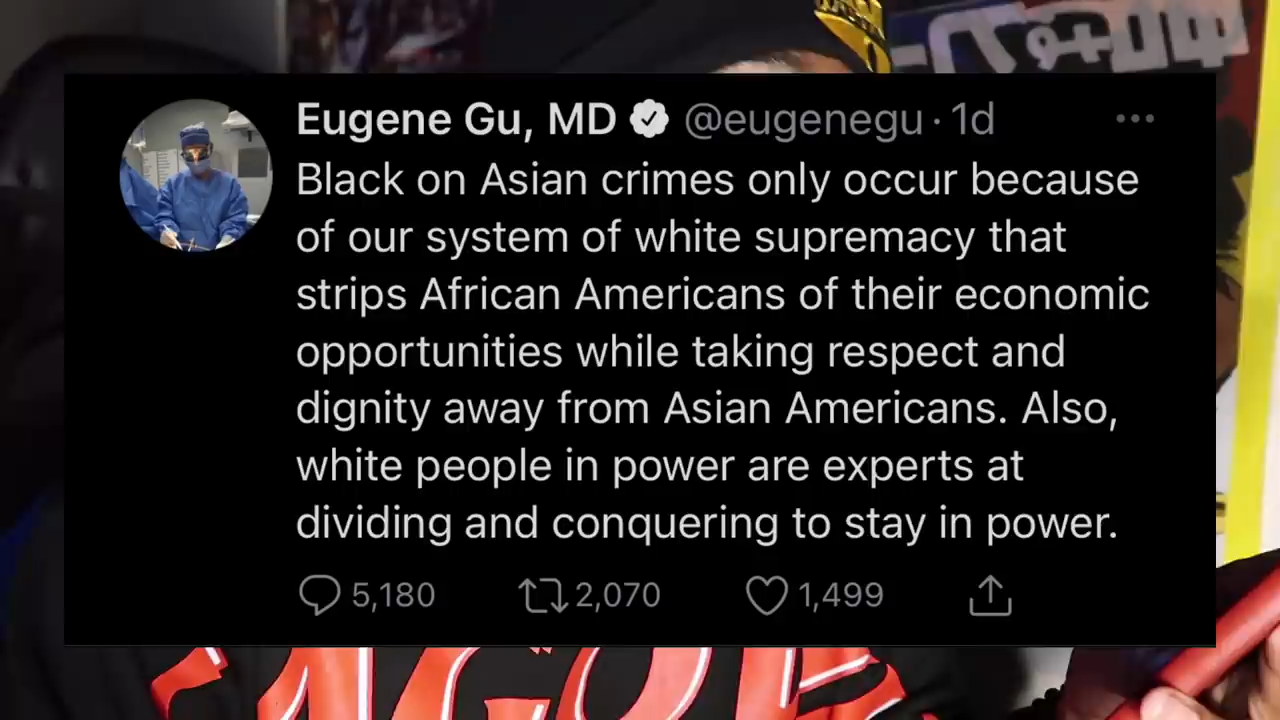 Eugene Gu, MD @eugenegu · 1d
Black on Asian crimes only occur because
of our system of white supremacy that
strips African Americans of their economic
opportunities while taking respect and
dignity away from Asian Americans. Also,
white people in power are experts at
dividing and conquering to stay in power.
5,180 2,070 1,499